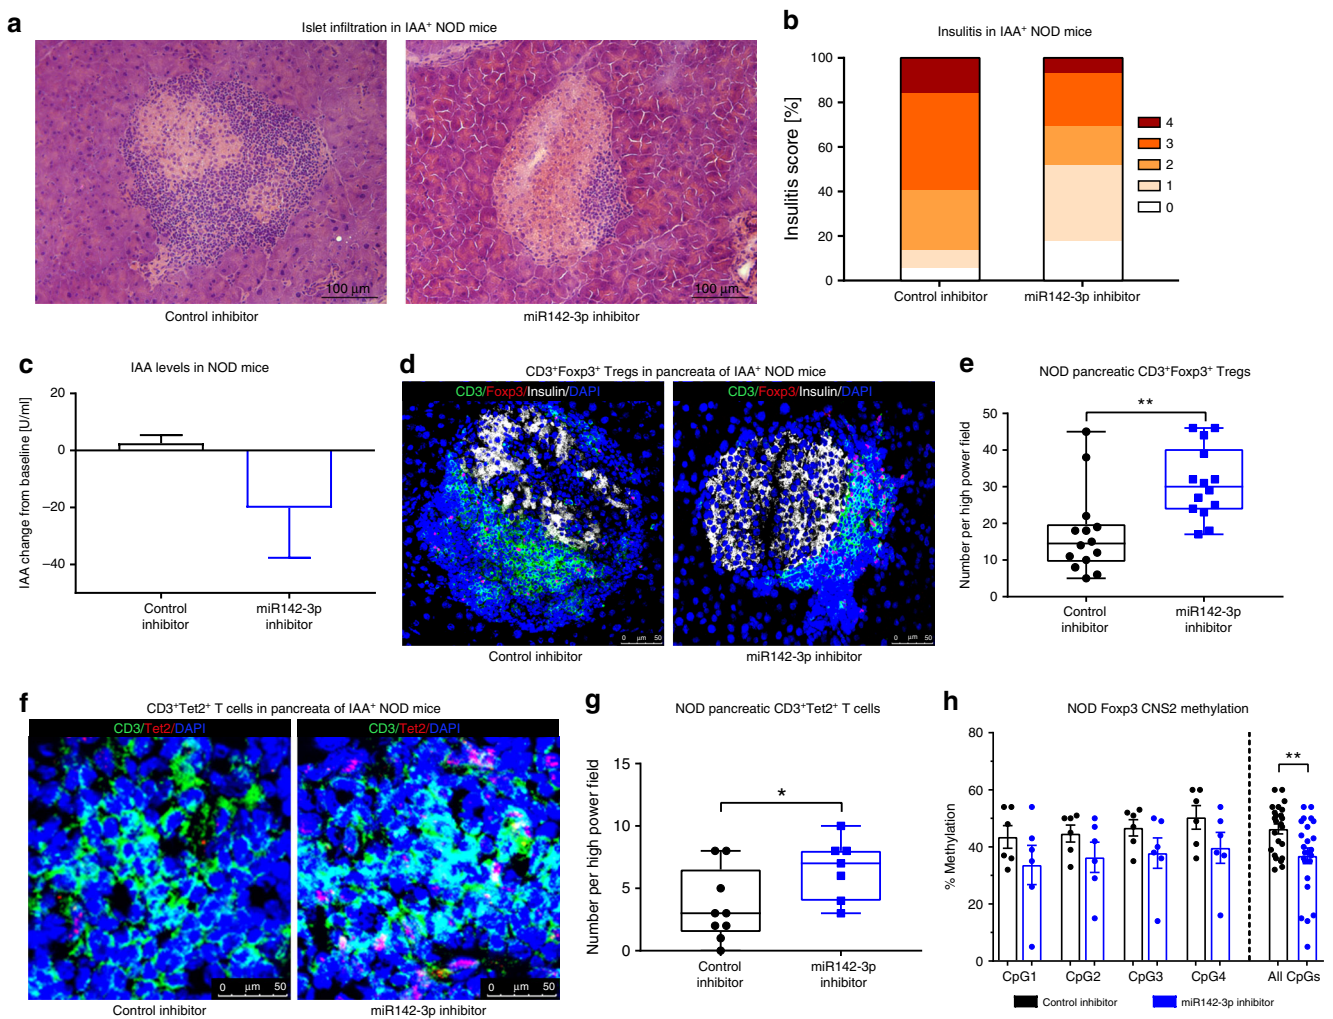 a
Islet infiltration in IAA⁺ NOD mice
100 µm
100 µm
Control inhibitor
miR142-3p inhibitor
b
Insulitis in IAA⁺ NOD mice
Insulitis score [%]
100
80
60
40
20
0
4
3
2
1
0
Control inhibitor
miR142-3p inhibitor
c
IAA levels in NOD mice
IAA change from baseline [U/ml]
20
0
−20
−40
Control inhibitor
miR142-3p inhibitor
d
CD3⁺Foxp3⁺ Tregs in pancreata of IAA⁺ NOD mice
CD3/Foxp3/Insulin/DAPI
CD3/Foxp3/Insulin/DAPI
0 µm 50
0 µm 50
Control inhibitor
miR142-3p inhibitor
e
NOD pancreatic CD3⁺Foxp3⁺ Tregs
Number per high power field
50
40
30
20
10
0
**
Control inhibitor
miR142-3p inhibitor
f
CD3⁺Tet2⁺ T cells in pancreata of IAA⁺ NOD mice
CD3/Tet2/DAPI
CD3/Tet2/DAPI
0 µm 50
0 µm 50
Control inhibitor
miR142-3p inhibitor
g
NOD pancreatic CD3⁺Tet2⁺ T cells
Number per high power field
15
10
5
0
*
Control inhibitor
miR142-3p inhibitor
h
NOD Foxp3 CNS2 methylation
% Methylation
80
60
40
20
0
**
CpG1
CpG2
CpG3
CpG4
All CpGs
Control inhibitor
miR142-3p inhibitor